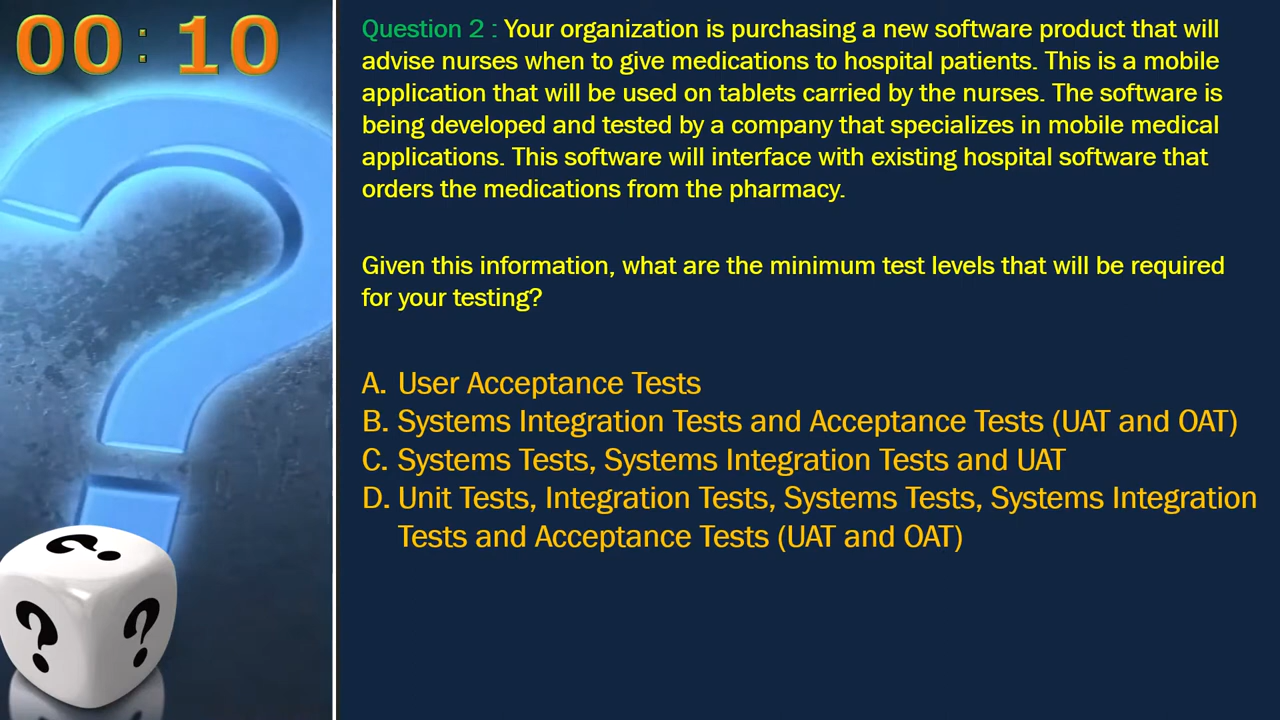 00:10
Question 2 : Your organization is purchasing a new software product that will
advise nurses when to give medications to hospital patients. This is a mobile
application that will be used on tablets carried by the nurses. The software is
being developed and tested by a company that specializes in mobile medical
applications. This software will interface with existing hospital software that
orders the medications from the pharmacy.
Given this information, what are the minimum test levels that will be required
for your testing?
A. User Acceptance Tests
B. Systems Integration Tests and Acceptance Tests (UAT and OAT)
C. Systems Tests, Systems Integration Tests and UAT
D. Unit Tests, Integration Tests, Systems Tests, Systems Integration
Tests and Acceptance Tests (UAT and OAT)